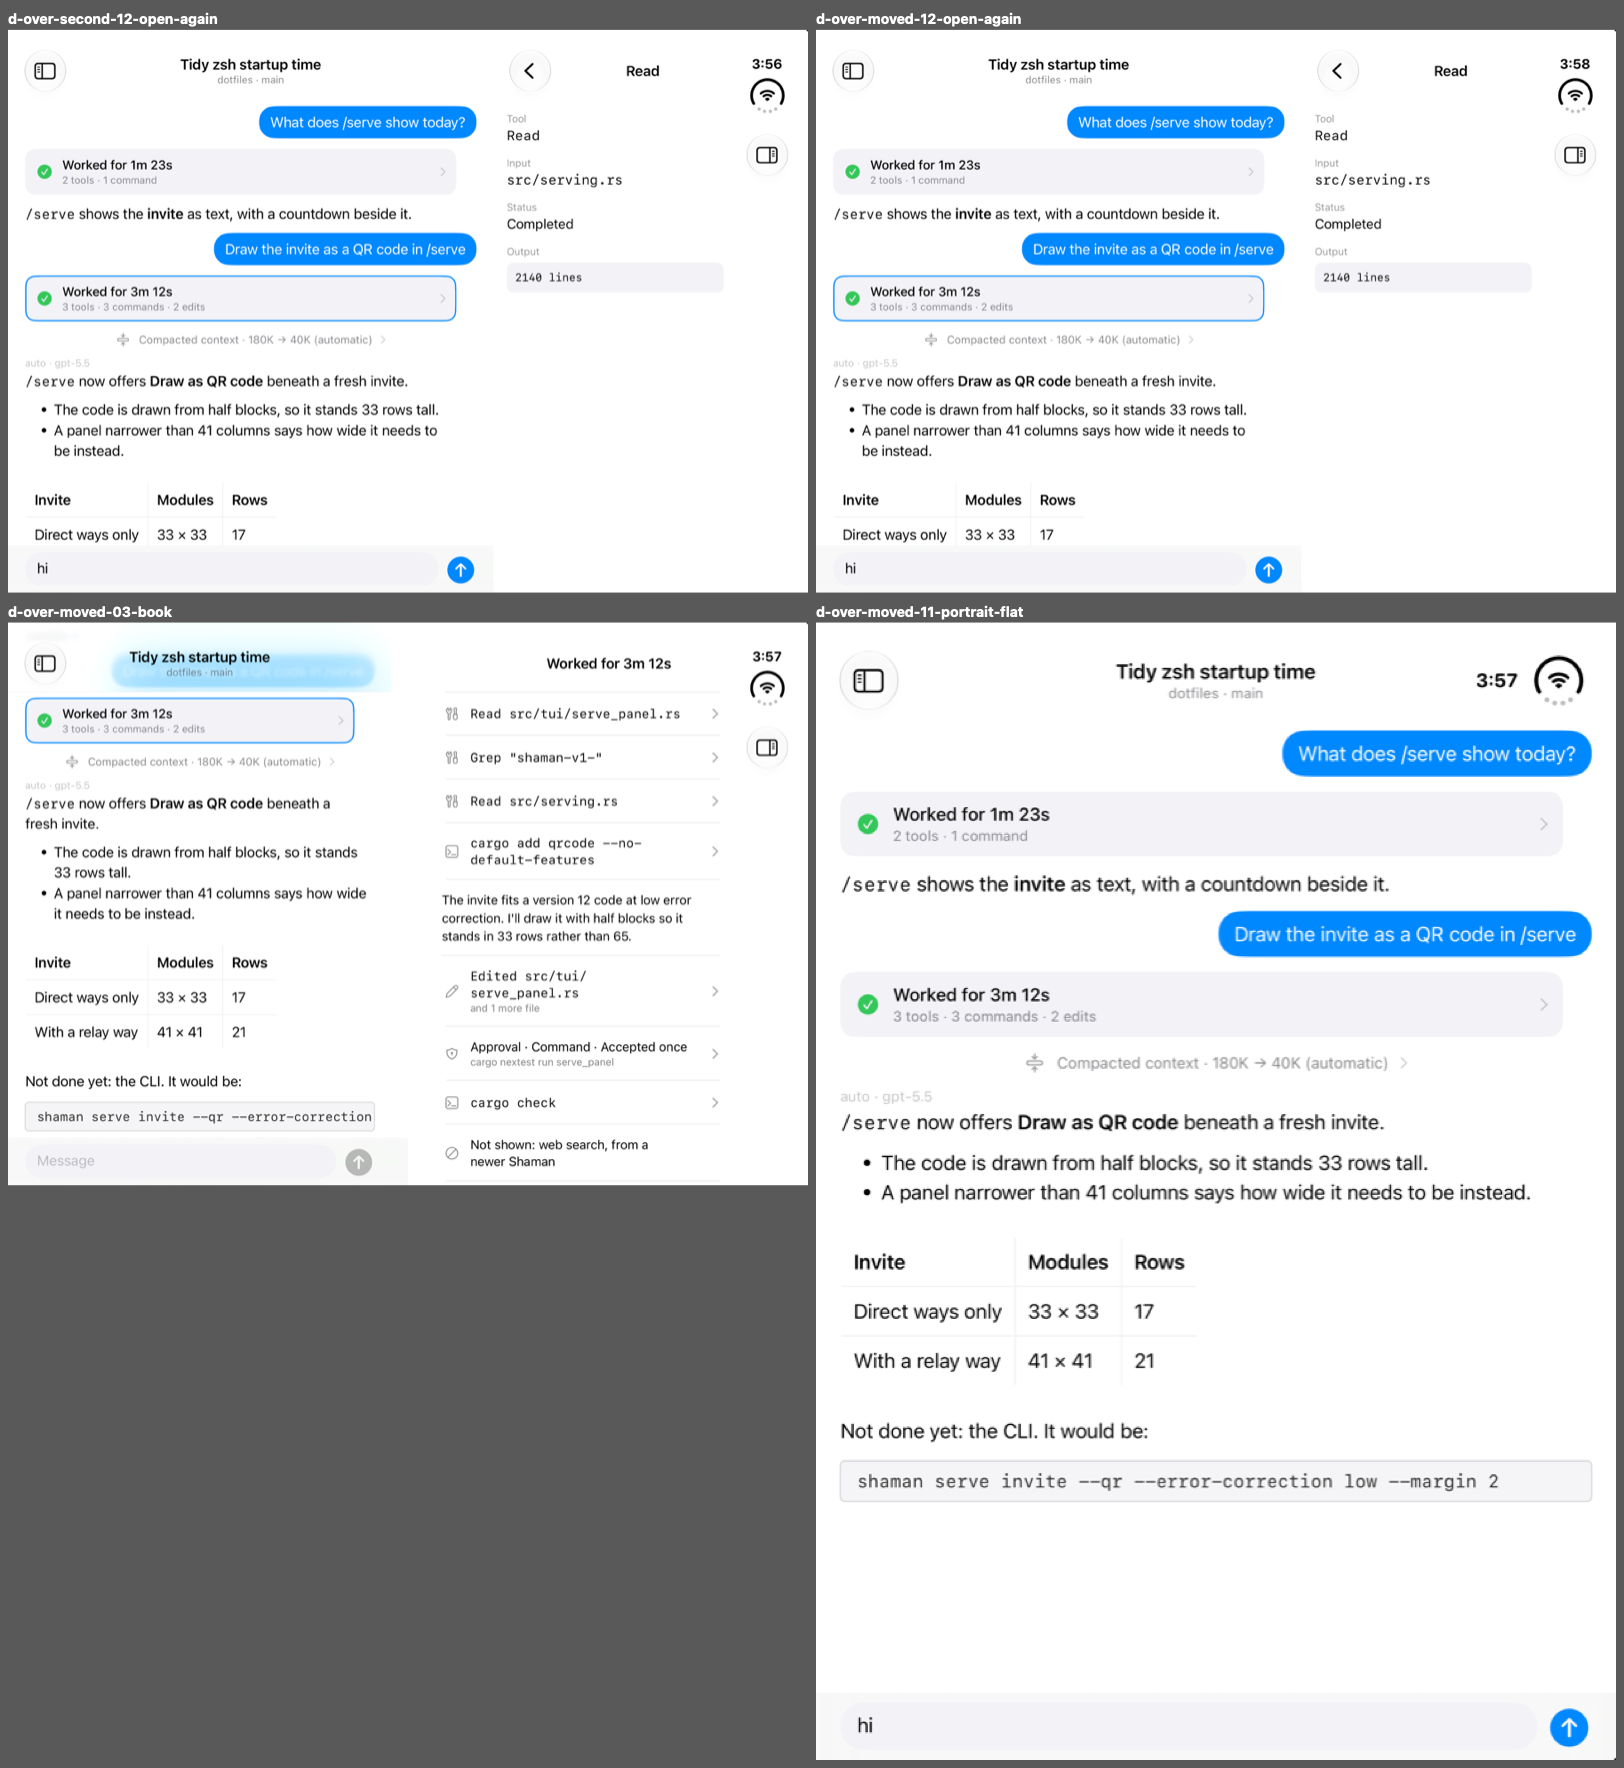 d-over-second-12-open-again
Tidy zsh startup time
dotfiles · main
What does /serve show today?
Worked for 1m 23s
2 tools · 1 command
/serve shows the invite as text, with a countdown beside it.
Draw the invite as a QR code in /serve
Worked for 3m 12s
3 tools · 3 commands · 2 edits
Compacted context · 180K → 40K (automatic)
auto · gpt-5.5
/serve now offers Draw as QR code beneath a fresh invite.
• The code is drawn from half blocks, so it stands 33 rows tall.
• A panel narrower than 41 columns says how wide it needs to
be instead.
Invite Modules Rows
Direct ways only 33 × 33 17
hi
Read
3:56
Tool
Read
Input
src/serving.rs
Status
Completed
Output
2140 lines
d-over-moved-12-open-again
Tidy zsh startup time
dotfiles · main
What does /serve show today?
Worked for 1m 23s
2 tools · 1 command
/serve shows the invite as text, with a countdown beside it.
Draw the invite as a QR code in /serve
Worked for 3m 12s
3 tools · 3 commands · 2 edits
Compacted context · 180K → 40K (automatic)
auto · gpt-5.5
/serve now offers Draw as QR code beneath a fresh invite.
• The code is drawn from half blocks, so it stands 33 rows tall.
• A panel narrower than 41 columns says how wide it needs to
be instead.
Invite Modules Rows
Direct ways only 33 × 33 17
hi
Read
3:58
Tool
Read
Input
src/serving.rs
Status
Completed
Output
2140 lines
d-over-moved-03-book
Tidy zsh startup time
dotfiles · main
Worked for 3m 12s
3 tools · 3 commands · 2 edits
Compacted context · 180K → 40K (automatic)
auto · gpt-5.5
/serve now offers Draw as QR code beneath a
fresh invite.
• The code is drawn from half blocks, so it stands
33 rows tall.
• A panel narrower than 41 columns says how wide
it needs to be instead.
Invite Modules Rows
Direct ways only 33 × 33 17
With a relay way 41 × 41 21
Not done yet: the CLI. It would be:
shaman serve invite --qr --error-correction
Message
Worked for 3m 12s
3:57
Read src/tui/serve_panel.rs
Grep "shaman-v1-"
Read src/serving.rs
cargo add qrcode --no-
default-features
The invite fits a version 12 code at low error
correction. I'll draw it with half blocks so it
stands in 33 rows rather than 65.
Edited src/tui/
serve_panel.rs
and 1 more file
Approval · Command · Accepted once
cargo nextest run serve_panel
cargo check
Not shown: web search, from a
newer Shaman
d-over-moved-11-portrait-flat
Tidy zsh startup time
dotfiles · main
3:57
What does /serve show today?
Worked for 1m 23s
2 tools · 1 command
/serve shows the invite as text, with a countdown beside it.
Draw the invite as a QR code in /serve
Worked for 3m 12s
3 tools · 3 commands · 2 edits
Compacted context · 180K → 40K (automatic)
auto · gpt-5.5
/serve now offers Draw as QR code beneath a fresh invite.
• The code is drawn from half blocks, so it stands 33 rows tall.
• A panel narrower than 41 columns says how wide it needs to be instead.
Invite Modules Rows
Direct ways only 33 × 33 17
With a relay way 41 × 41 21
Not done yet: the CLI. It would be:
shaman serve invite --qr --error-correction low --margin 2
hi